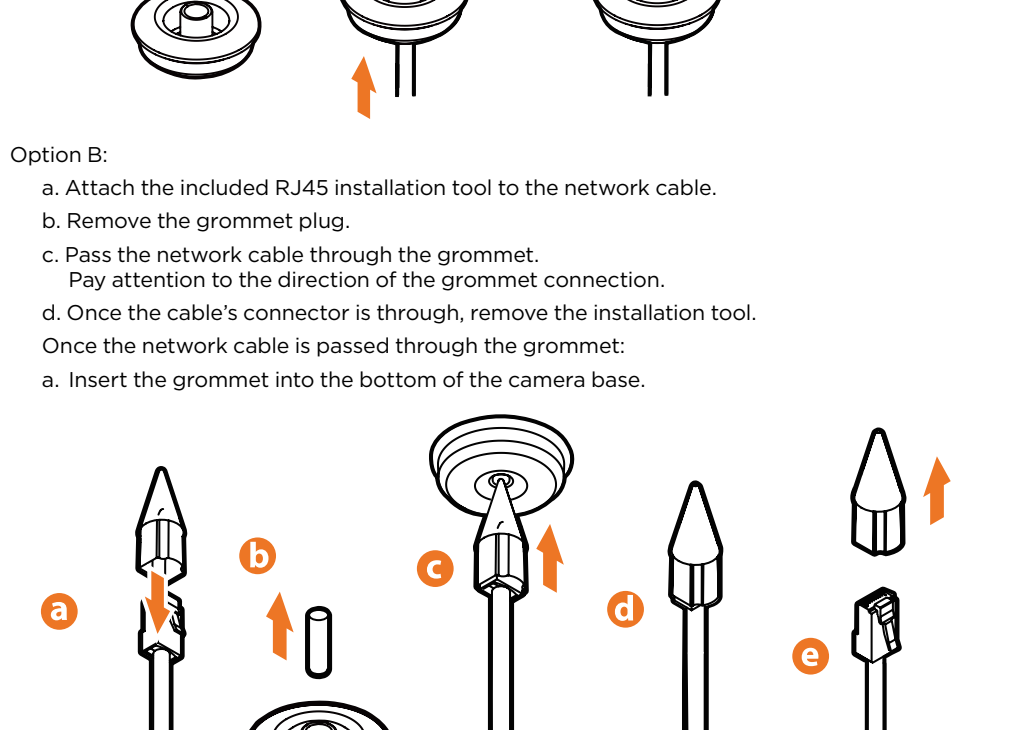 Option B:
a. Attach the included RJ45 installation tool to the network cable.
b. Remove the grommet plug.
c. Pass the network cable through the grommet.
Pay attention to the direction of the grommet connection.
d. Once the cable’s connector is through, remove the installation tool.
Once the network cable is passed through the grommet:
a. Insert the grommet into the bottom of the camera base.
a
b
c
d
e